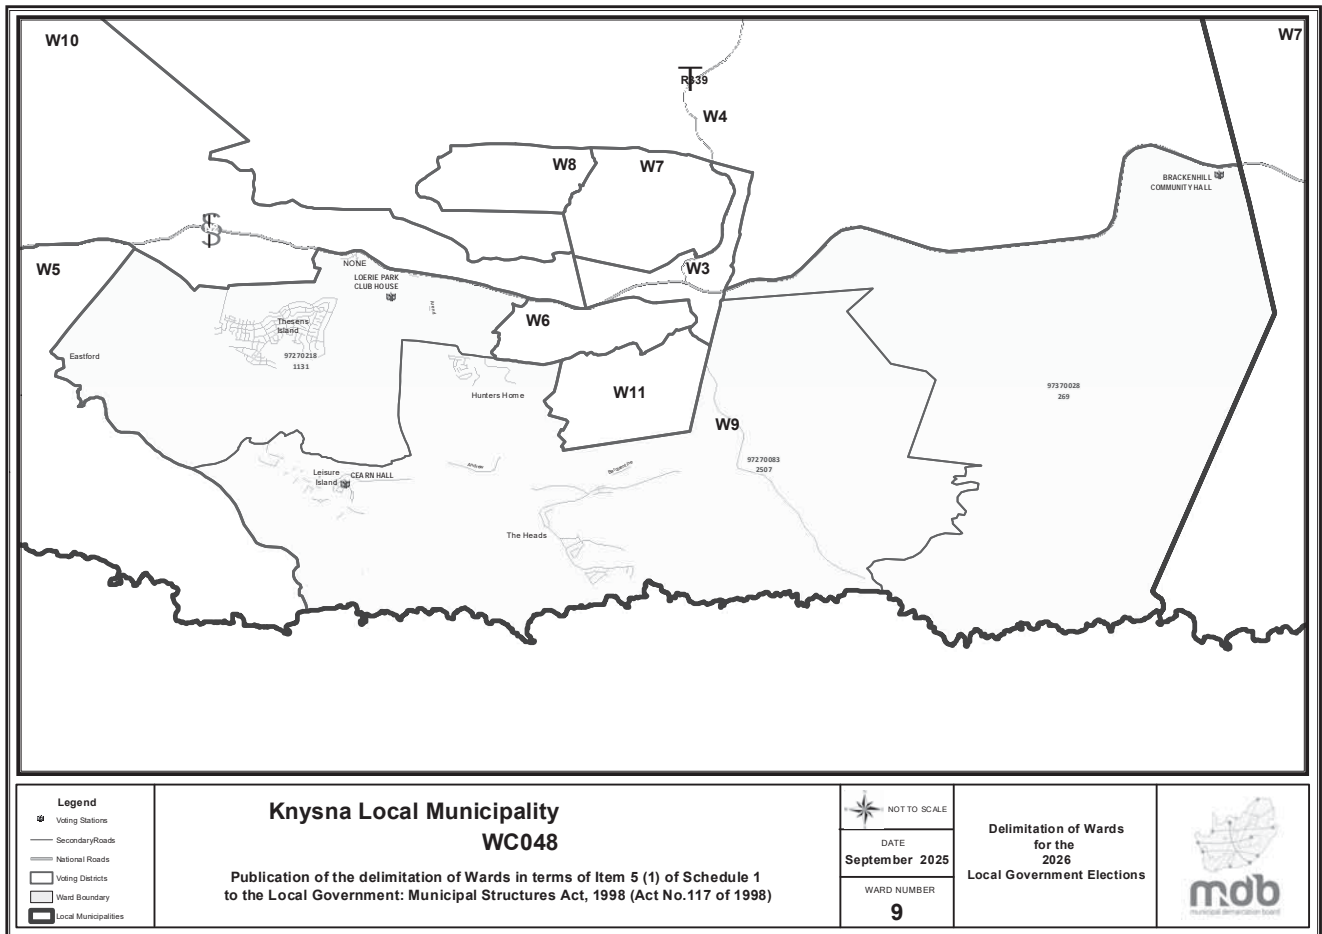 W10
W7
R339
W4
W8
W7
BRACKENHILL
COMMUNITY HALL
N2
W5
NONE
W3
LOERIE PARK
CLUB HOUSE
W6
Thesens
Island
Eastford
97270218
1131
97370028
269
Hunters Home
W11
W9
97270083
2507
Leisure
Island
CEARN HALL
The Heads
Legend
Voting Stations
SecondaryRoads
National Roads
Voting Districts
Ward Boundary
Local Municipalities
Knysna Local Municipality
WC048
Publication of the delimitation of Wards in terms of Item 5 (1) of Schedule 1
to the Local Government: Municipal Structures Act, 1998 (Act No.117 of 1998)
NOT TO SCALE
DATE
September 2025
WARD NUMBER
9
Delimitation of Wards
for the
2026
Local Government Elections
mdb
municipal demarcation board